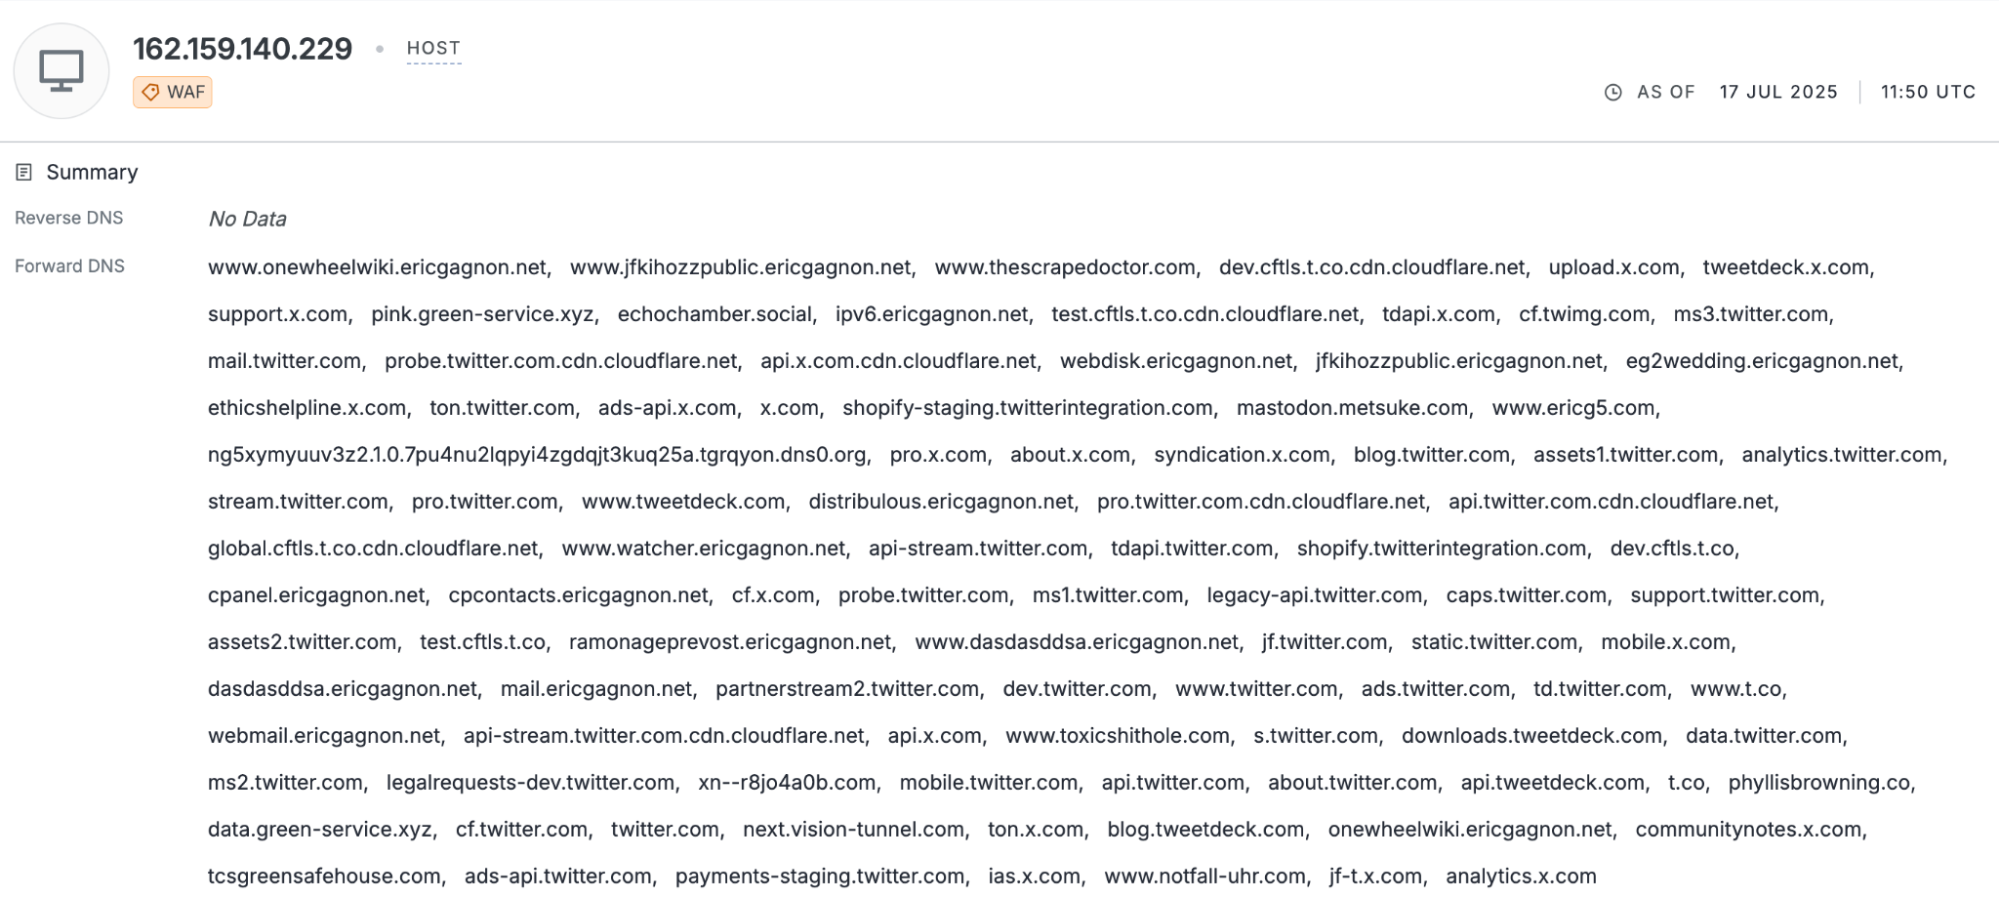 162.159.140.229 • HOST
WAF
AS OF 17 JUL 2025 | 11:50 UTC
Summary
Reverse DNS No Data
Forward DNS www.onewheelwiki.ericgagnon.net, www.jfkihozzpublic.ericgagnon.net, www.thescrapedoctor.com, dev.cftls.t.co.cdn.cloudflare.net, upload.x.com, tweetdeck.x.com,
support.x.com, pink.green-service.xyz, echochamber.social, ipv6.ericgagnon.net, test.cftls.t.co.cdn.cloudflare.net, tdapi.x.com, cf.twimg.com, ms3.twitter.com,
mail.twitter.com, probe.twitter.com.cdn.cloudflare.net, api.x.com.cdn.cloudflare.net, webdisk.ericgagnon.net, jfkihozzpublic.ericgagnon.net, eg2wedding.ericgagnon.net,
ethicshelpline.x.com, ton.twitter.com, ads-api.x.com, x.com, shopify-staging.twitterintegration.com, mastodon.metsuke.com, www.ericg5.com,
ng5xymyuuv3z2.1.0.7pu4nu2lqpyi4zgdqjt3kuq25a.tgrqyon.dns0.org, pro.x.com, about.x.com, syndication.x.com, blog.twitter.com, assets1.twitter.com, analytics.twitter.com,
stream.twitter.com, pro.twitter.com, www.tweetdeck.com, distribulous.ericgagnon.net, pro.twitter.com.cdn.cloudflare.net, api.twitter.com.cdn.cloudflare.net,
global.cftls.t.co.cdn.cloudflare.net, www.watcher.ericgagnon.net, api-stream.twitter.com, tdapi.twitter.com, shopify.twitterintegration.com, dev.cftls.t.co,
cpanel.ericgagnon.net, cpcontacts.ericgagnon.net, cf.x.com, probe.twitter.com, ms1.twitter.com, legacy-api.twitter.com, caps.twitter.com, support.twitter.com,
assets2.twitter.com, test.cftls.t.co, ramonageprevost.ericgagnon.net, www.dasdasddsa.ericgagnon.net, jf.twitter.com, static.twitter.com, mobile.x.com,
dasdasddsa.ericgagnon.net, mail.ericgagnon.net, partnerstream2.twitter.com, dev.twitter.com, www.twitter.com, ads.twitter.com, td.twitter.com, www.t.co,
webmail.ericgagnon.net, api-stream.twitter.com.cdn.cloudflare.net, api.x.com, www.toxicshithole.com, s.twitter.com, downloads.tweetdeck.com, data.twitter.com,
ms2.twitter.com, legalrequests-dev.twitter.com, xn--r8jo4a0b.com, mobile.twitter.com, api.twitter.com, about.twitter.com, api.tweetdeck.com, t.co, phyllisbrowning.co,
data.green-service.xyz, cf.twitter.com, twitter.com, next.vision-tunnel.com, ton.x.com, blog.tweetdeck.com, onewheelwiki.ericgagnon.net, communitynotes.x.com,
tcsgreensafehouse.com, ads-api.twitter.com, payments-staging.twitter.com, ias.x.com, www.notfall-uhr.com, jf-t.x.com, analytics.x.com